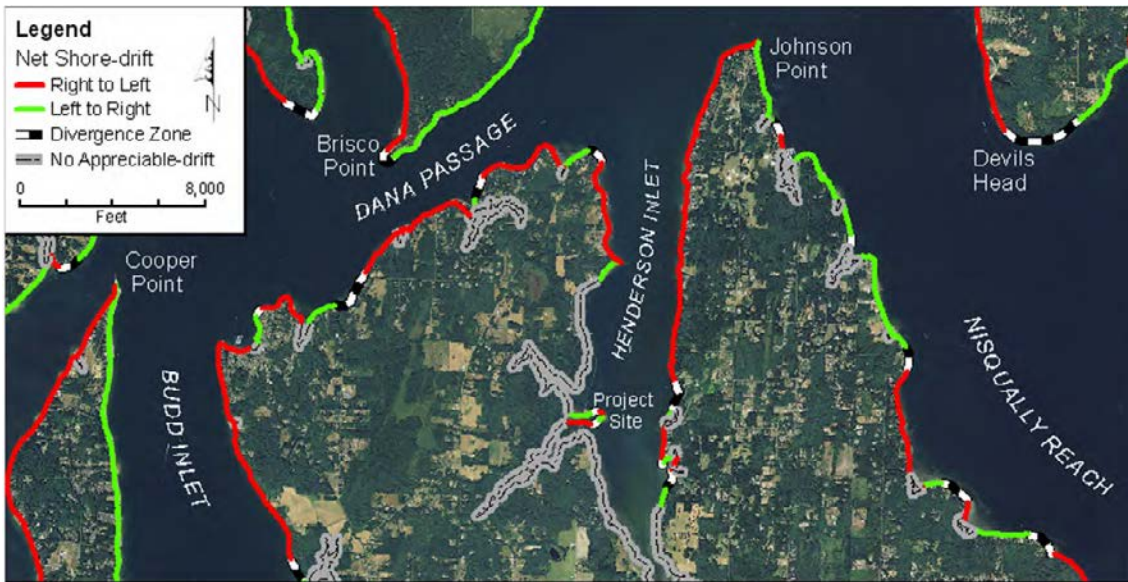 Legend
Net Shore-drift
Right to Left
Left to Right
Divergence Zone
No Appreciable-drift
N
0 8,000
Feet
Johnson
Point
Brisco
Point
DANA PASSAGE
Devils
Head
Cooper
Point
HENDERSON INLET
BUDD INLET
Project
Site
NISQUALLY REACH